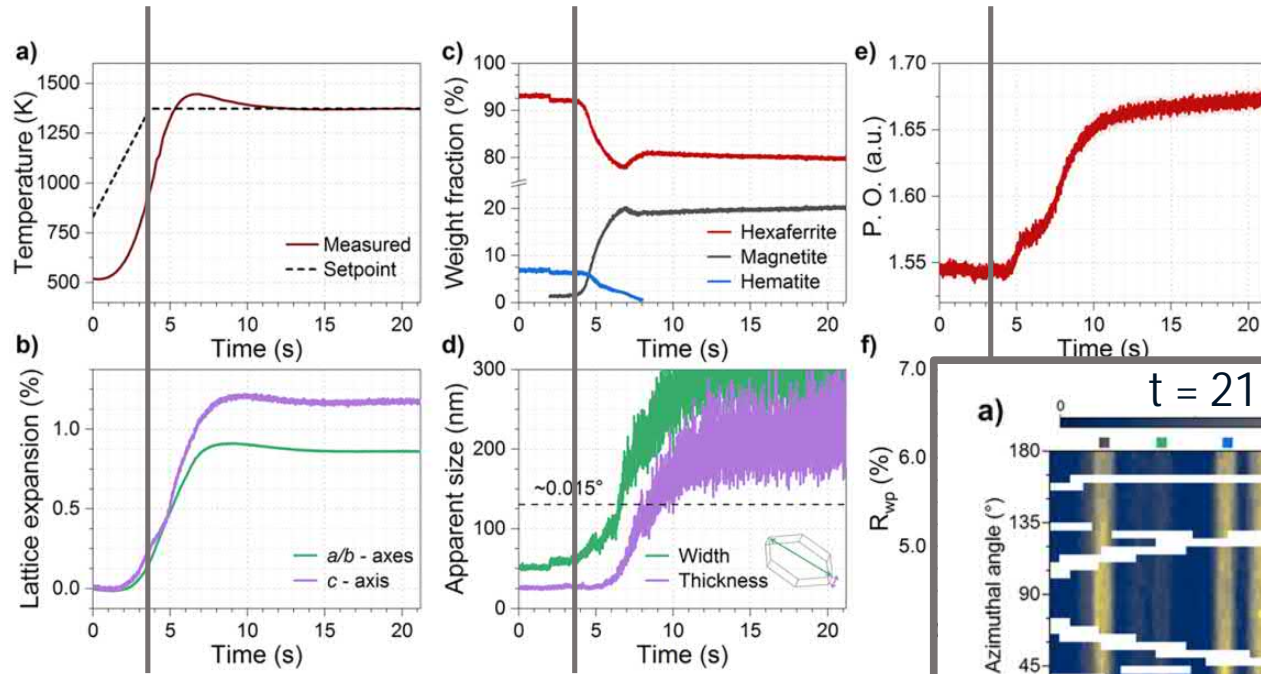 a)
Temperature (K)
1500
1250
1000
750
500
Measured
Setpoint
0 5 10 15 20
Time (s)
b)
Lattice expansion (%)
1.0
0.5
0.0
a/b - axes
c - axis
0 5 10 15 20
Time (s)
c)
Weight fraction (%)
100
90
80
20
10
0
Hexaferrite
Magnetite
Hematite
0 5 10 15 20
Time (s)
d)
Apparent size (nm)
300
200
100
50
0
~0.015°
Width
Thickness
0 5 10 15 20
Time (s)
e)
P. O. (a.u.)
1.70
1.65
1.60
1.55
0 5 10 15 20
Time (s)
f)
Rwp (%)
7.0
6.0
5.0
t = 21
a)
0
Azimuthal angle (°)
180
135
90
45